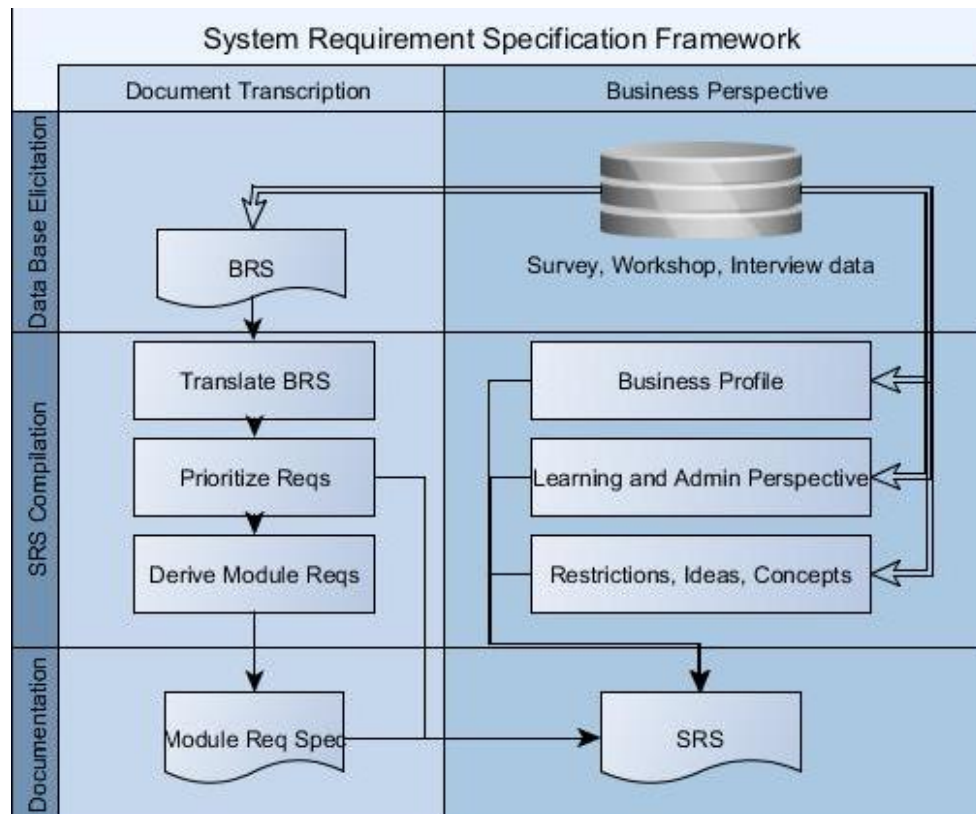 System Requirement Specification Framework
Document Transcription
Business Perspective
Data Base Elicitation
BRS
Survey, Workshop, Interview data
SRS Compilation
Translate BRS
Business Profile
Prioritize Reqs
Learning and Admin Perspective
Derive Module Reqs
Restrictions, Ideas, Concepts
Documentation
Module Req Spec
SRS